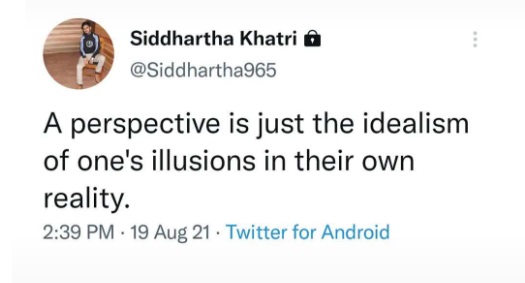 Siddhartha Khatri
@Siddhartha965
A perspective is just the idealism
of one's illusions in their own
reality.
2:39 PM · 19 Aug 21 · Twitter for Android